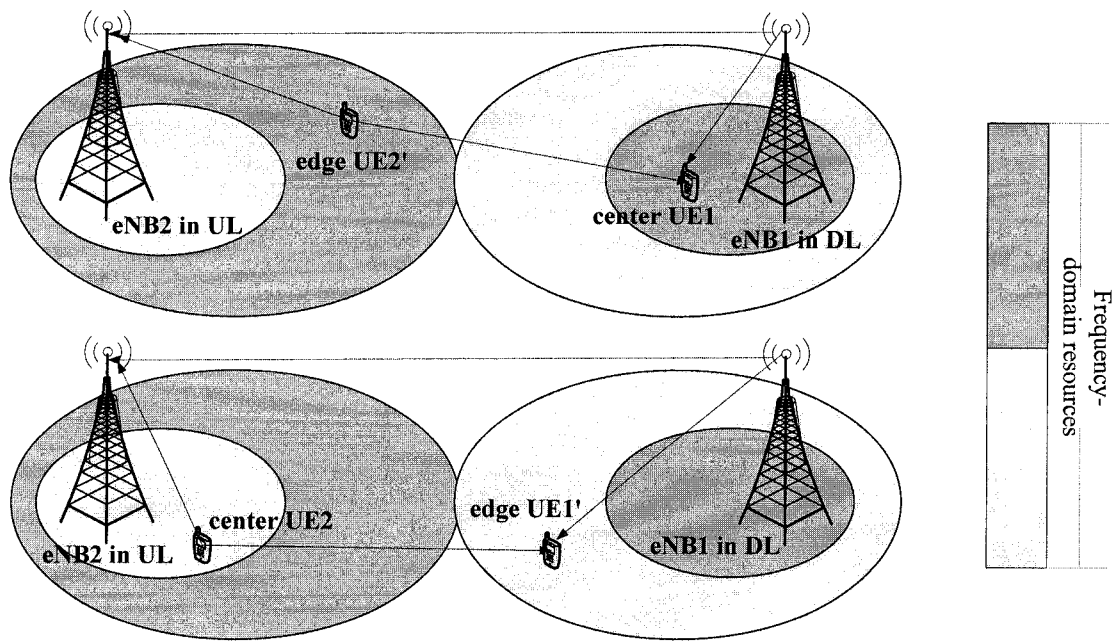 edge UE2'
center UE1
eNB2 in UL
eNB1 in DL
Frequency-
domain resources
edge UE1'
center UE2
eNB2 in UL
eNB1 in DL